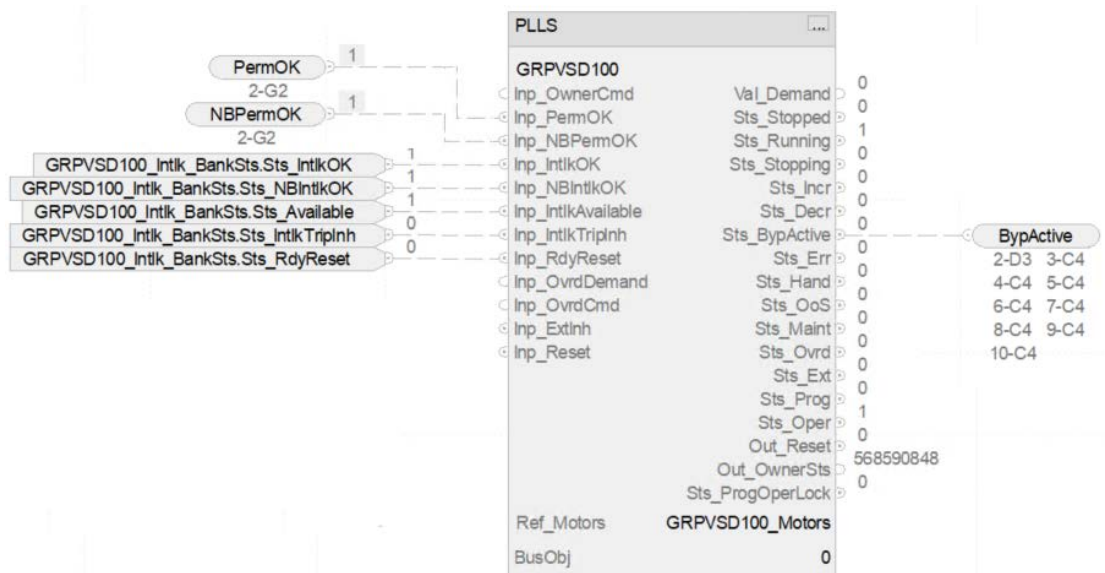 PLLS
...
GRPVSD100
PermOK 1
2-G2
NBPermOK 1
2-G2
GRPVSD100_Intlk_BankSts.Sts_IntlkOK 1
GRPVSD100_Intlk_BankSts.Sts_NBIntlkOK 1
GRPVSD100_Intlk_BankSts.Sts_Available 1
GRPVSD100_Intlk_BankSts.Sts_IntlkTripInh 0
GRPVSD100_Intlk_BankSts.Sts_RdyReset 0
Inp_OwnerCmd Val_Demand 0
Inp_PermOK Sts_Stopped 0
Inp_NBPermOK Sts_Running 1
Inp_IntlkOK Sts_Stopping 0
Inp_NBIntlkOK Sts_Incr 0
Inp_IntlkAvailable Sts_Decr 0
Inp_IntlkTripInh Sts_BypActive 0
Inp_RdyReset Sts_Err 0
Inp_OvrdDemand Sts_Hand 0
Inp_OvrdCmd Sts_OoS 0
Inp_ExtInh Sts_Maint 0
Inp_Reset Sts_Ovrd 0
Sts_Ext 0
Sts_Prog 0
Sts_Oper 1
Out_Reset 0
Out_OwnerSts 568590848
Sts_ProgOperLock 0
Ref_Motors GRPVSD100_Motors
BusObj 0
BypActive
2-D3 3-C4
4-C4 5-C4
6-C4 7-C4
8-C4 9-C4
10-C4